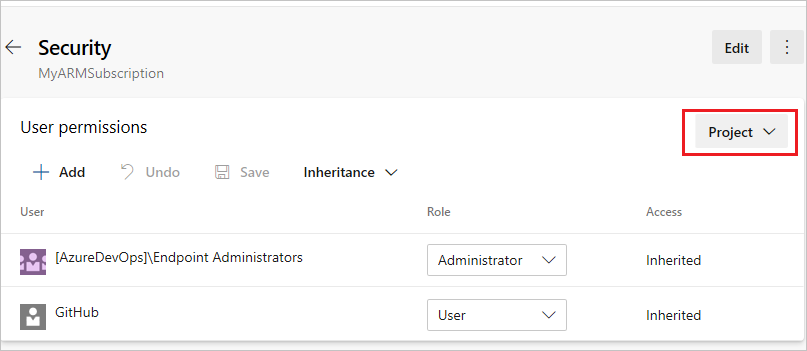 Security
Edit
MyARMSubscription
User permissions
Project
Add Undo Save Inheritance
User Role Access
[AzureDevOps]\Endpoint Administrators Administrator Inherited
GitHub User Inherited